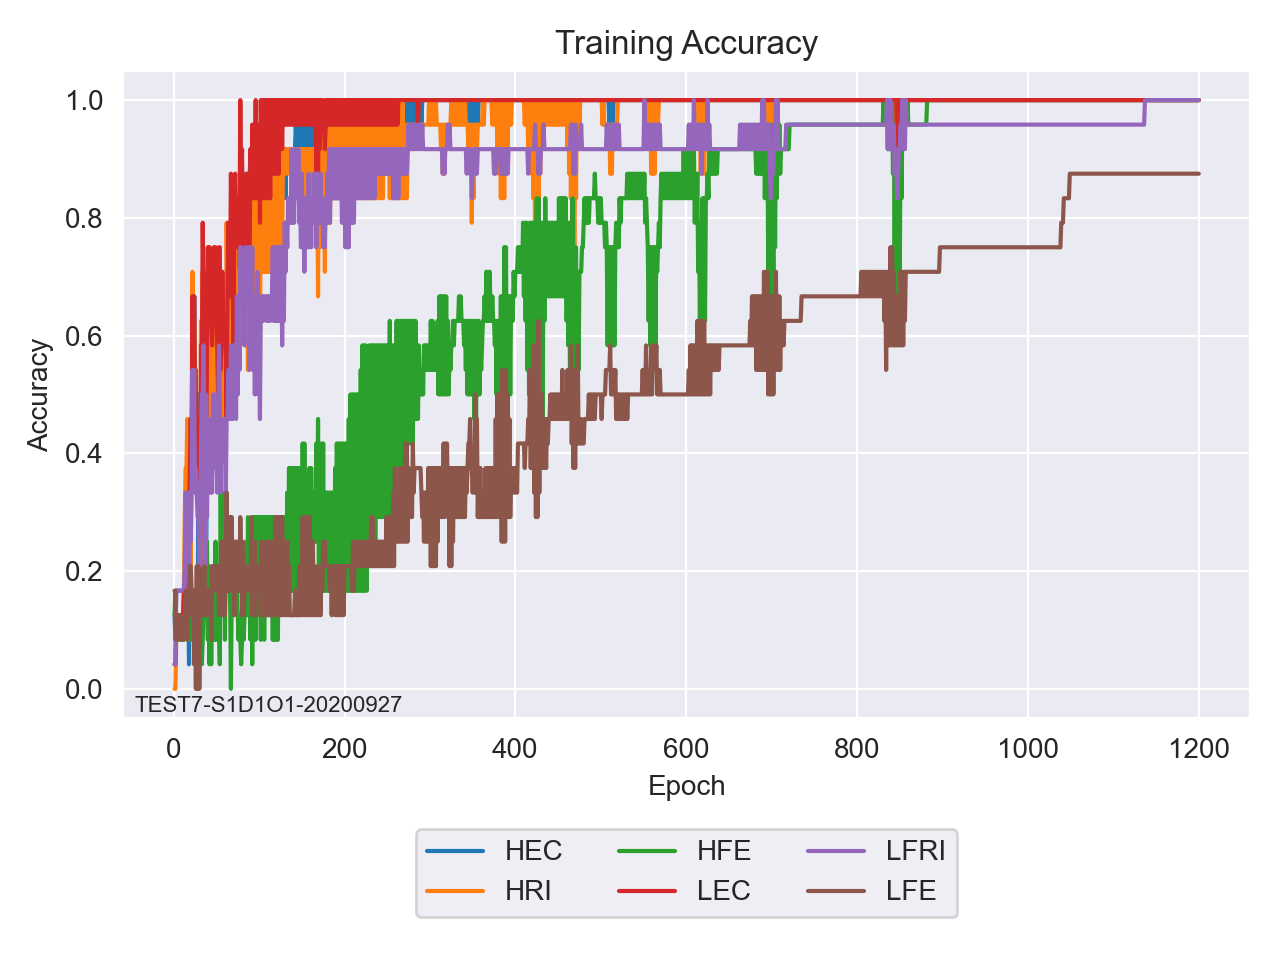 Training Accuracy
1.0
0.8
0.6
0.4
0.2
0.0
Accuracy
TEST7-S1D1O1-20200927
0 200 400 600 800 1000 1200
Epoch
HEC HFE LFRI
HRI LEC LFE